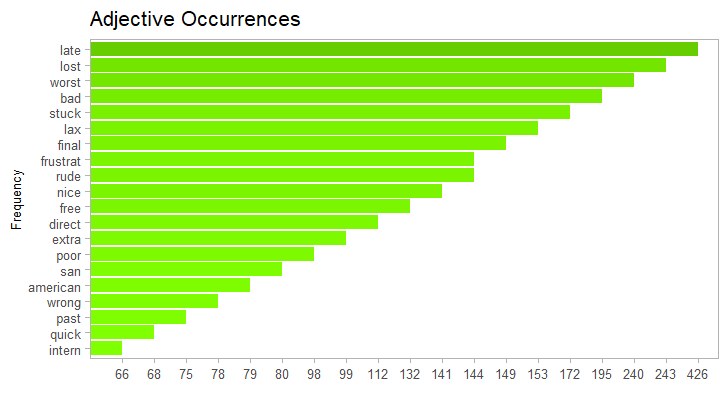 Adjective Occurrences
late
lost
worst
bad
stuck
lax
final
frustrat
rude
nice
free
direct
extra
poor
san
american
wrong
past
quick
intern
Frequency
66 68 75 78 79 80 98 99 112 132 141 144 149 153 172 195 240 243 426